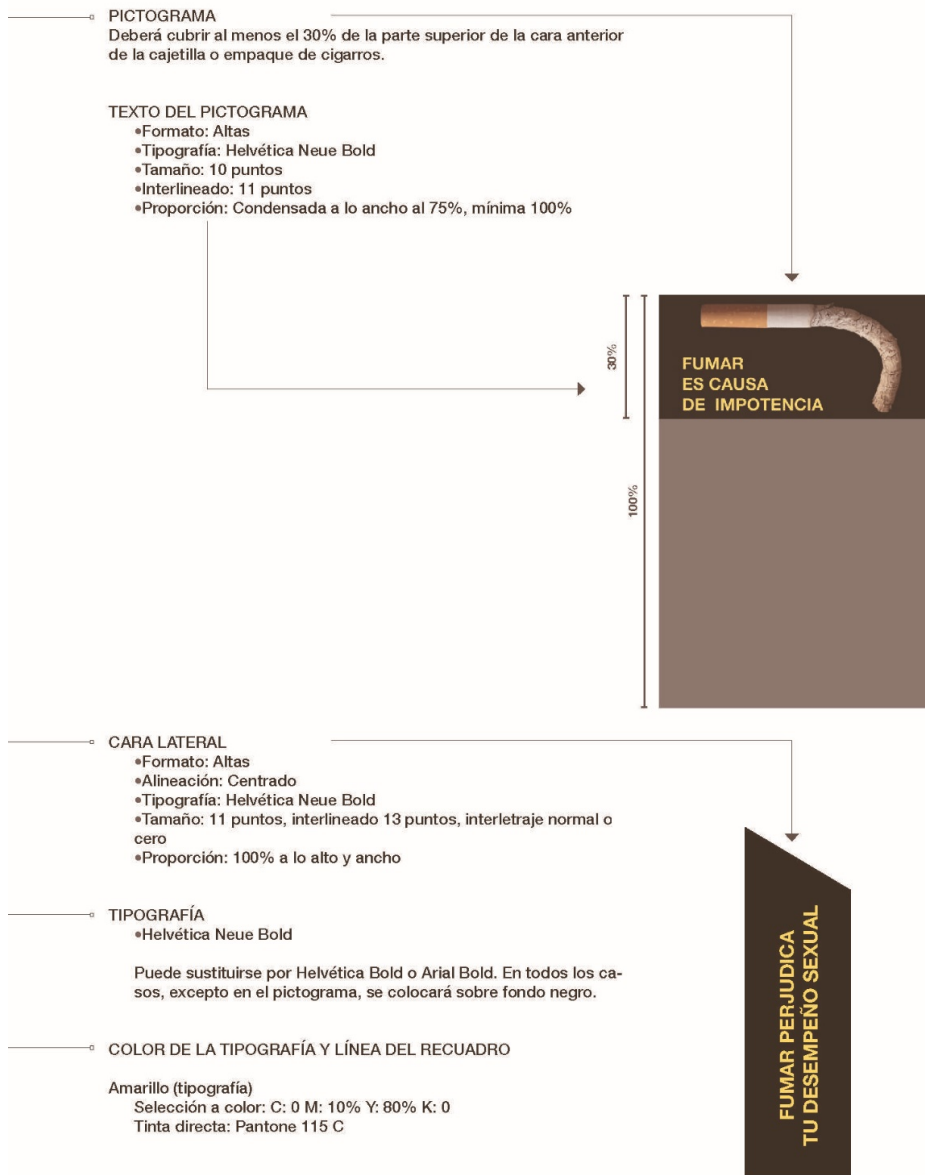 PICTOGRAMA
Deberá cubrir al menos el 30% de la parte superior de la cara anterior
de la cajetilla o empaque de cigarros.
TEXTO DEL PICTOGRAMA
•Formato: Altas
•Tipografía: Helvética Neue Bold
•Tamaño: 10 puntos
•Interlineado: 11 puntos
•Proporción: Condensada a lo ancho al 75%, mínima 100%
30%
100%
FUMAR
ES CAUSA
DE IMPOTENCIA
CARA LATERAL
•Formato: Altas
•Alineación: Centrado
•Tipografía: Helvética Neue Bold
•Tamaño: 11 puntos, interlineado 13 puntos, interletraje normal o
cero
•Proporción: 100% a lo alto y ancho
TIPOGRAFÍA
•Helvética Neue Bold
Puede sustituirse por Helvética Bold o Arial Bold. En todos los ca-
sos, excepto en el pictograma, se colocará sobre fondo negro.
COLOR DE LA TIPOGRAFÍA Y LÍNEA DEL RECUADRO
Amarillo (tipografía)
Selección a color: C: 0 M: 10% Y: 80% K: 0
Tinta directa: Pantone 115 C
FUMAR PERJUDICA
TU DESEMPEÑO SEXUAL